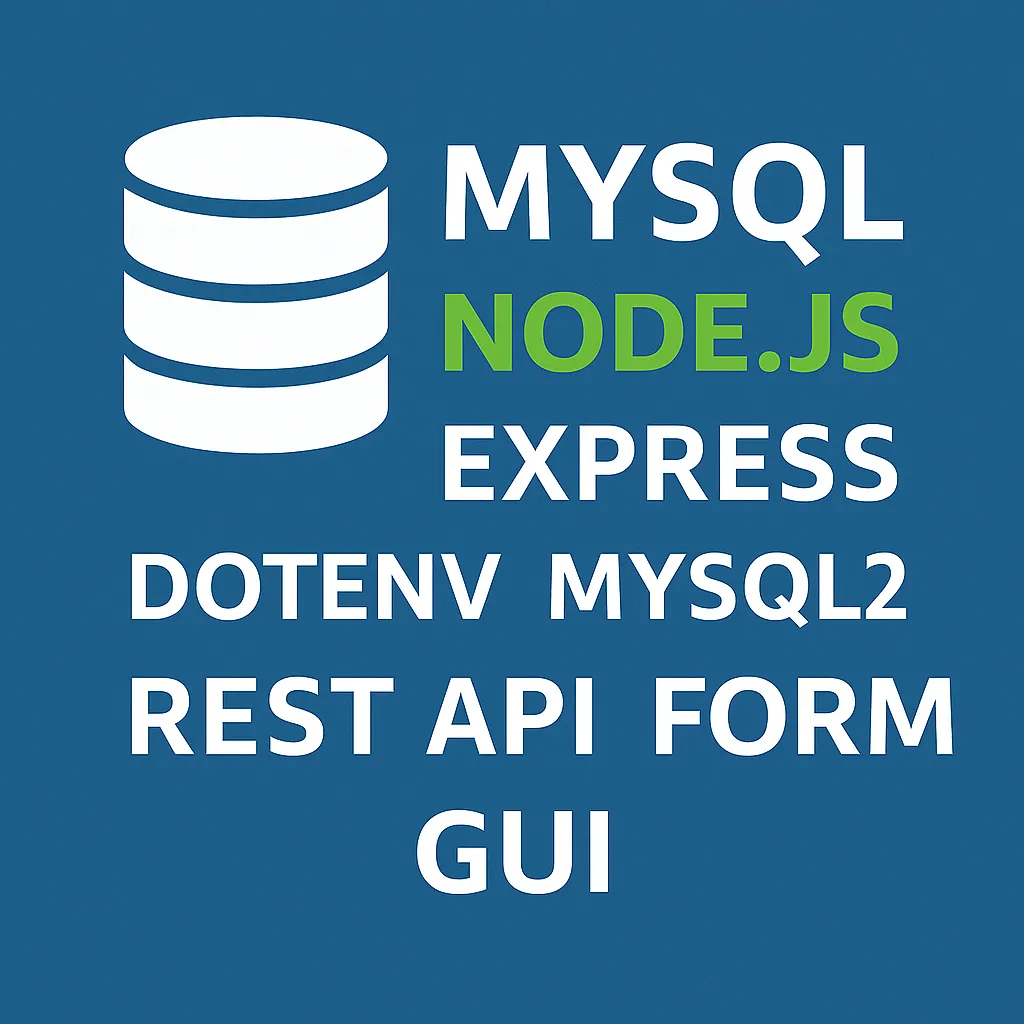 MYSQL
NODE.JS
EXPRESS
DOTENV MYSQL2
REST API FORM
GUI